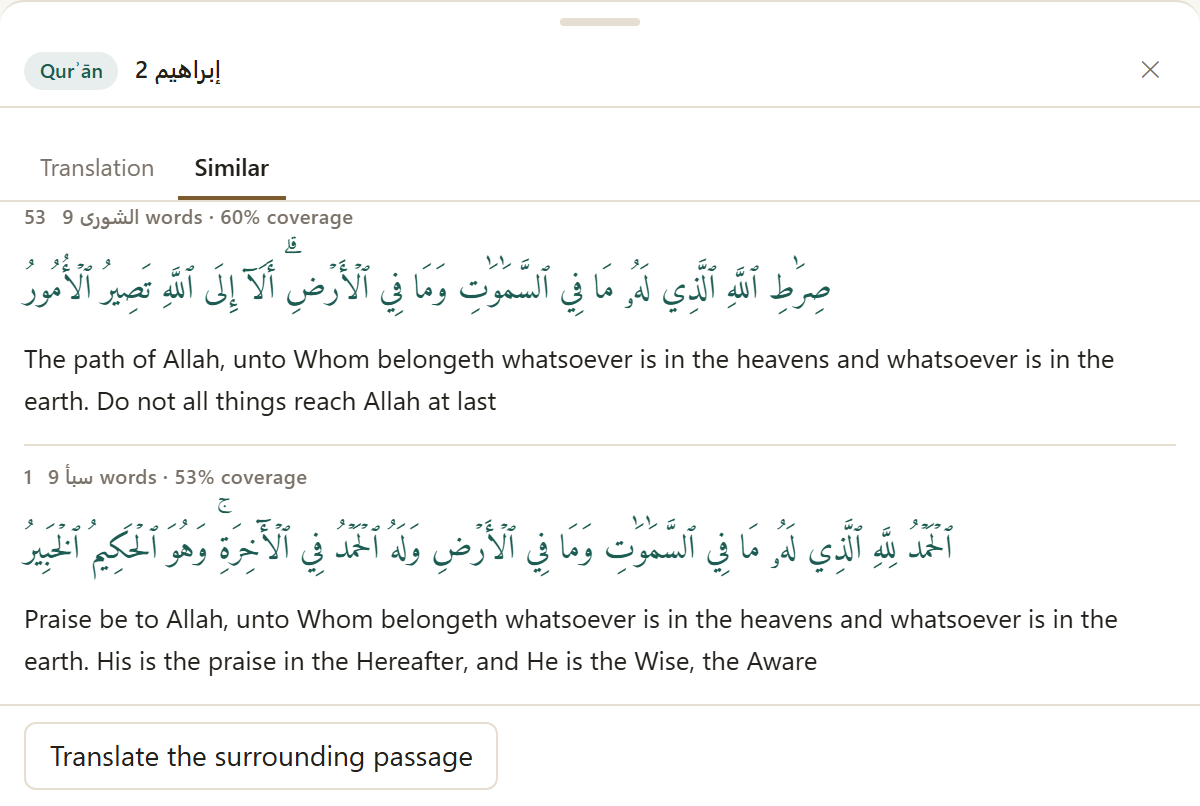 Qurʾān إبراهيم 2
Translation Similar
53 الشورى 9 words · 60% coverage
صِرَٰطِ ٱللَّهِ ٱلَّذِي لَهُۥ مَا فِي ٱلسَّمَٰوَٰتِ وَمَا فِي ٱلْأَرْضِۗ أَلَآ إِلَى ٱللَّهِ تَصِيرُ ٱلْأُمُورُ
The path of Allah, unto Whom belongeth whatsoever is in the heavens and whatsoever is in the
earth. Do not all things reach Allah at last
1 سبأ 9 words · 53% coverage
ٱلْحَمْدُ لِلَّهِ ٱلَّذِي لَهُۥ مَا فِي ٱلسَّمَٰوَٰتِ وَمَا فِي ٱلْأَرْضِ وَلَهُ ٱلْحَمْدُ فِي ٱلْأٓخِرَةِۚ وَهُوَ ٱلْحَكِيمُ ٱلْخَبِيرُ
Praise be to Allah, unto Whom belongeth whatsoever is in the heavens and whatsoever is in the
earth. His is the praise in the Hereafter, and He is the Wise, the Aware
Translate the surrounding passage